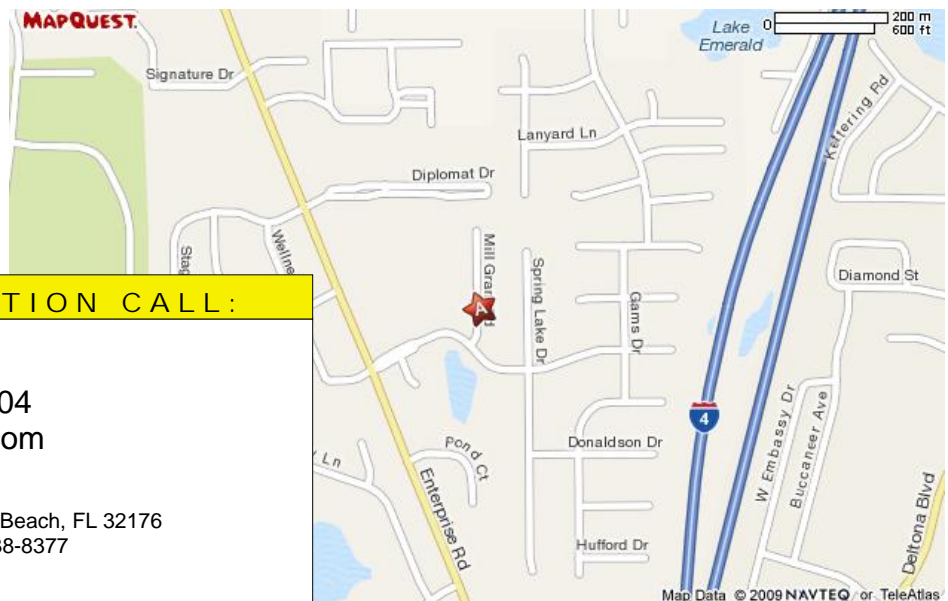 MAPQUEST.
0 200 m
600 ft
Lake
Emerald
Signature Dr
Kettering Rd
Lanyard Ln
Diplomat Dr
Mill
Spring Lake Dr
Gams Dr
Diamond St
TION CALL:
04
om
Beach, FL 32176
38-8377
A
4
W Embassy Dr
Buccaneer Ave
Donaldson Dr
Pond Ct
Ln
Enterprise Rd
Deltona Blvd
Hufford Dr
Map Data © 2009 NAVTEQ or TeleAtlas